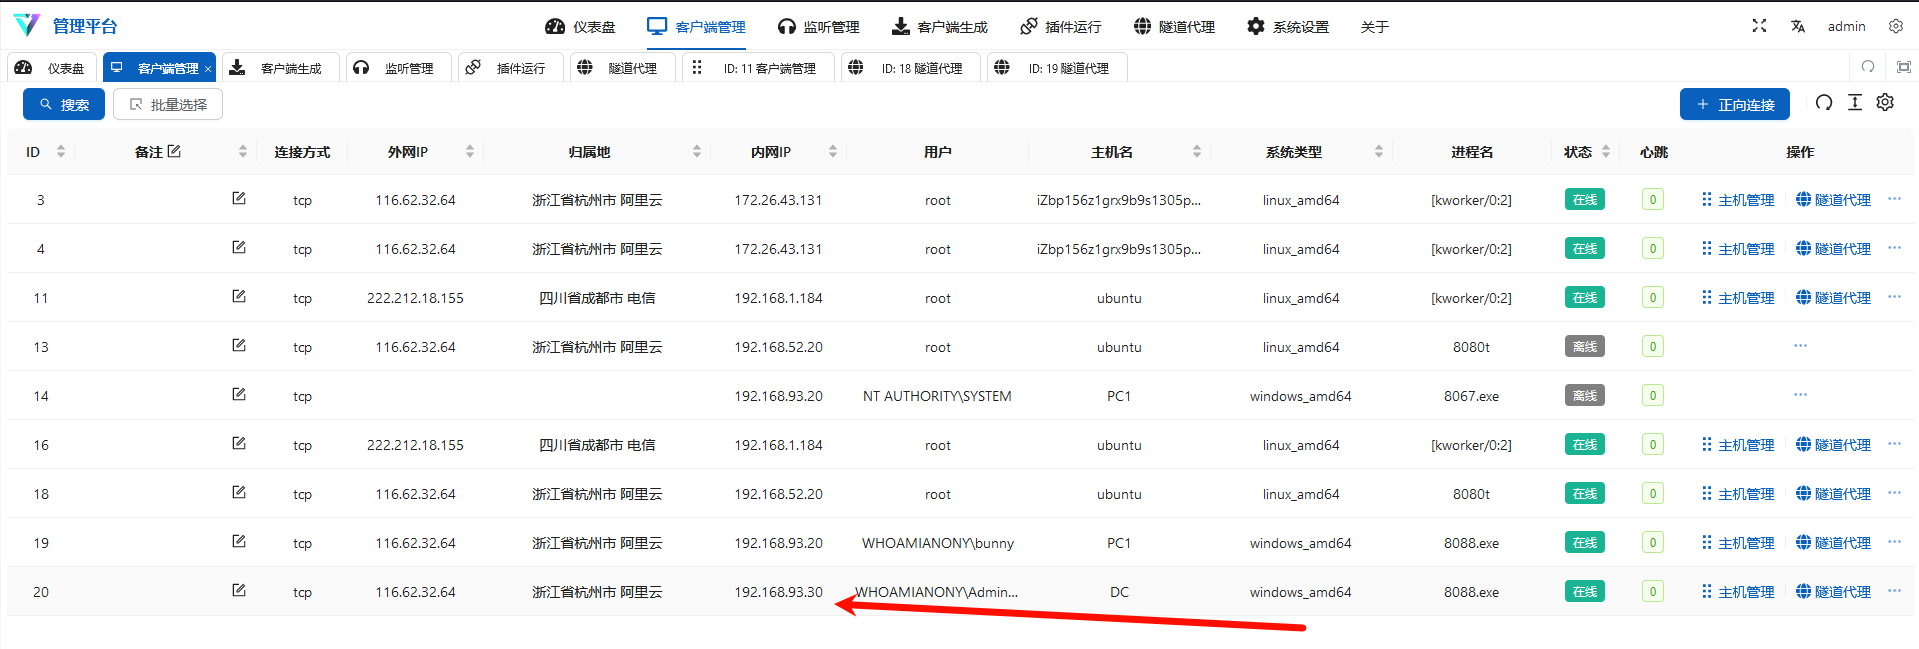 管理平台
仪表盘 客户端管理 监听管理 客户端生成 插件运行 隧道代理 系统设置 关于 admin
仪表盘 客户端管理 × 客户端生成 监听管理 插件运行 隧道代理 ID: 11 客户端管理 ID: 18 隧道代理 ID: 19 隧道代理
搜索 批量选择 正向连接
ID 备注 连接方式 外网IP 归属地 内网IP 用户 主机名 系统类型 进程名 状态 心跳 操作
3 tcp 116.62.32.64 浙江省杭州市 阿里云 172.26.43.131 root iZbp156z1grx9b9s1305p... linux_amd64 [kworker/0:2] 在线 0 主机管理 隧道代理 ...
4 tcp 116.62.32.64 浙江省杭州市 阿里云 172.26.43.131 root iZbp156z1grx9b9s1305p... linux_amd64 [kworker/0:2] 在线 0 主机管理 隧道代理 ...
11 tcp 222.212.18.155 四川省成都市 电信 192.168.1.184 root ubuntu linux_amd64 [kworker/0:2] 在线 0 主机管理 隧道代理 ...
13 tcp 116.62.32.64 浙江省杭州市 阿里云 192.168.52.20 root ubuntu linux_amd64 8080t 离线 0 ...
14 tcp 192.168.93.20 NT AUTHORITY\SYSTEM PC1 windows_amd64 8067.exe 离线 0 ...
16 tcp 222.212.18.155 四川省成都市 电信 192.168.1.184 root ubuntu linux_amd64 [kworker/0:2] 在线 0 主机管理 隧道代理 ...
18 tcp 116.62.32.64 浙江省杭州市 阿里云 192.168.52.20 root ubuntu linux_amd64 8080t 在线 0 主机管理 隧道代理 ...
19 tcp 116.62.32.64 浙江省杭州市 阿里云 192.168.93.20 WHOAMIANONY\bunny PC1 windows_amd64 8088.exe 在线 0 主机管理 隧道代理 ...
20 tcp 116.62.32.64 浙江省杭州市 阿里云 192.168.93.30 WHOAMIANONY\Admin... DC windows_amd64 8088.exe 在线 0 主机管理 隧道代理 ...